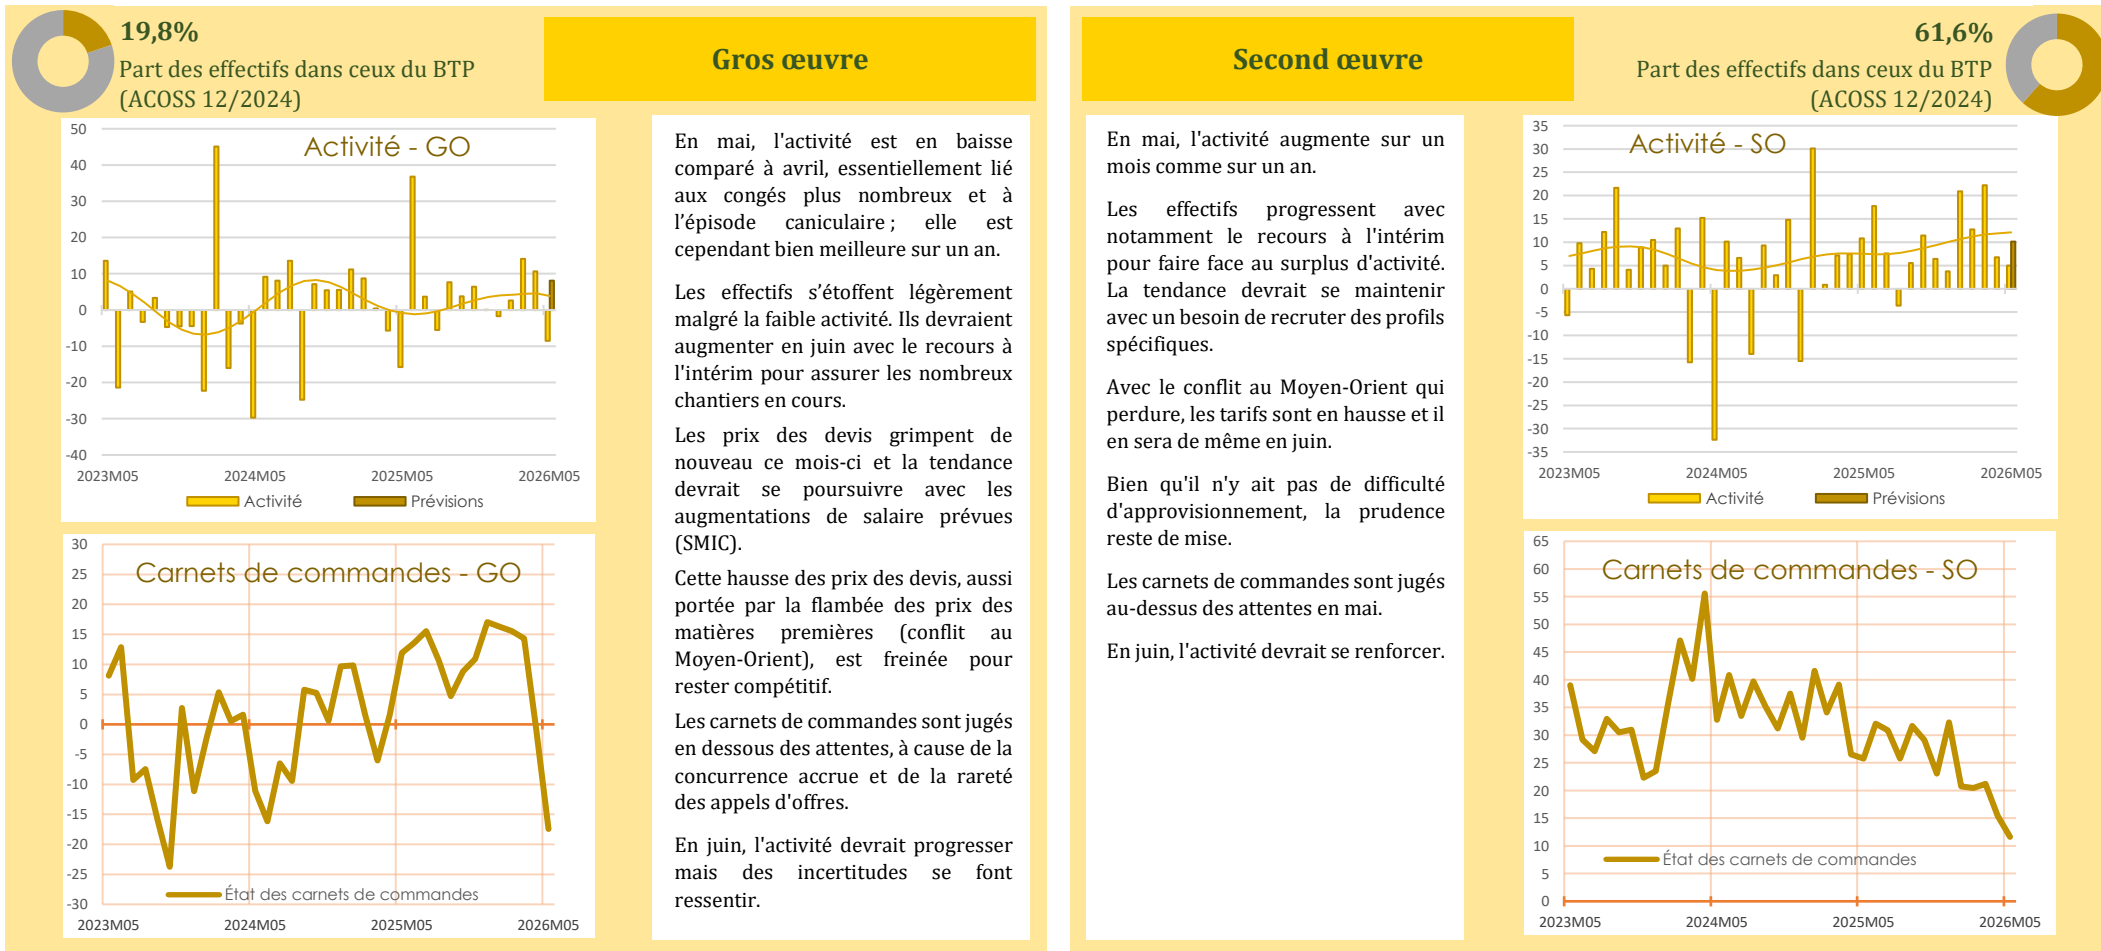 19,8%
Part des effectifs dans ceux du BTP
(ACOSS 12/2024)
Gros œuvre
Activité - GO
50
40
30
20
10
0
-10
-20
-30
-40
2023M05 2024M05 2025M05 2026M05
Activité Prévisions
Carnets de commandes - GO
30
25
20
15
10
5
0
-5
-10
-15
-20
-25
-30
État des carnets de commandes
2023M05 2024M05 2025M05 2026M05
En mai, l'activité est en baisse
comparé à avril, essentiellement lié
aux congés plus nombreux et à
l’épisode caniculaire ; elle est
cependant bien meilleure sur un an.
Les effectifs s’étoffent légèrement
malgré la faible activité. Ils devraient
augmenter en juin avec le recours à
l'intérim pour assurer les nombreux
chantiers en cours.
Les prix des devis grimpent de
nouveau ce mois-ci et la tendance
devrait se poursuivre avec les
augmentations de salaire prévues
(SMIC).
Cette hausse des prix des devis, aussi
portée par la flambée des prix des
matières premières (conflit au
Moyen-Orient), est freinée pour
rester compétitif.
Les carnets de commandes sont jugés
en dessous des attentes, à cause de la
concurrence accrue et de la rareté
des appels d'offres.
En juin, l'activité devrait progresser
mais des incertitudes se font
ressentir.
Second œuvre
61,6%
Part des effectifs dans ceux du BTP
(ACOSS 12/2024)
En mai, l'activité augmente sur un
mois comme sur un an.
Les effectifs progressent avec
notamment le recours à l'intérim
pour faire face au surplus d'activité.
La tendance devrait se maintenir
avec un besoin de recruter des profils
spécifiques.
Avec le conflit au Moyen-Orient qui
perdure, les tarifs sont en hausse et il
en sera de même en juin.
Bien qu'il n'y ait pas de difficulté
d'approvisionnement, la prudence
reste de mise.
Les carnets de commandes sont jugés
au-dessus des attentes en mai.
En juin, l'activité devrait se renforcer.
Activité - SO
35
30
25
20
15
10
5
0
-5
-10
-15
-20
-25
-30
-35
2023M05 2024M05 2025M05 2026M05
Activité Prévisions
Carnets de commandes - SO
65
60
55
50
45
40
35
30
25
20
15
10
5
0
État des carnets de commandes
2023M05 2024M05 2025M05 2026M05